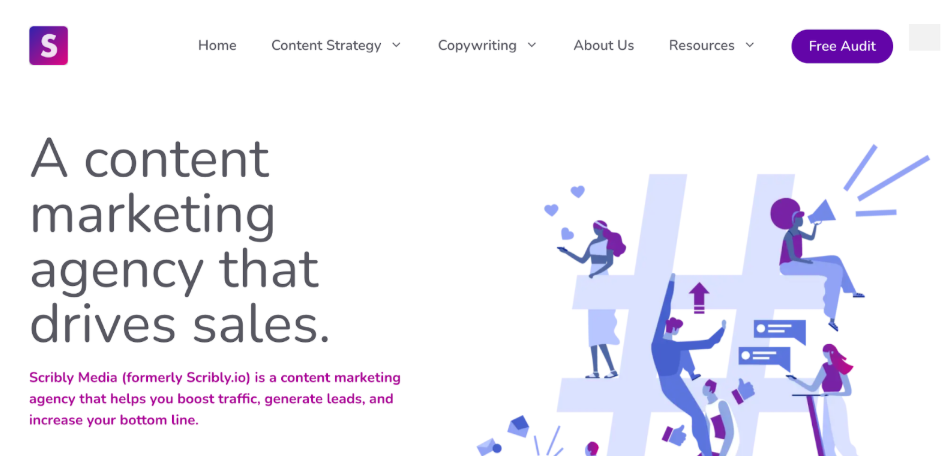 S
Home
Content Strategy
Copywriting
About Us
Resources
Free Audit
A content
marketing
agency that
drives sales.
Scribly Media (formerly Scribly.io) is a content marketing
agency that helps you boost traffic, generate leads, and
increase your bottom line.